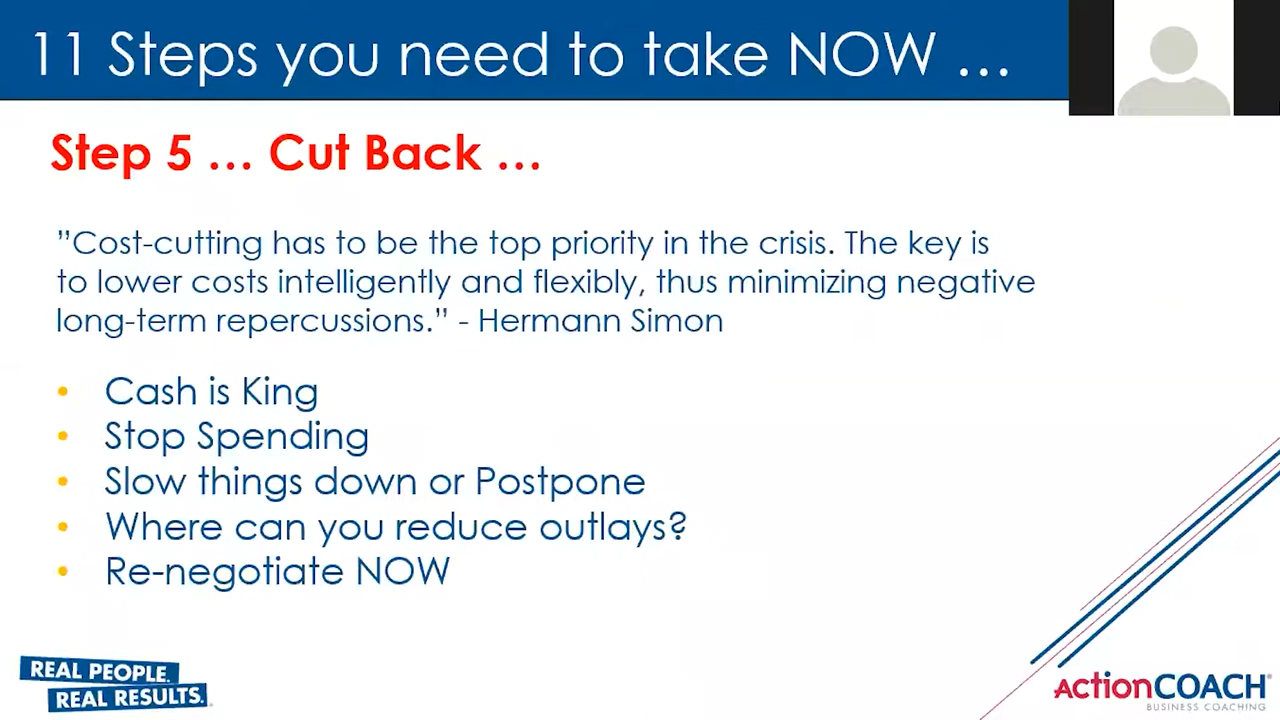 11 Steps you need to take NOW ...
Step 5 ... Cut Back ...
”Cost-cutting has to be the top priority in the crisis. The key is
to lower costs intelligently and flexibly, thus minimizing negative
long-term repercussions.” - Hermann Simon
• Cash is King
• Stop Spending
• Slow things down or Postpone
• Where can you reduce outlays?
• Re-negotiate NOW
REAL PEOPLE.
REAL RESULTS.
ActionCOACH®
BUSINESS COACHING